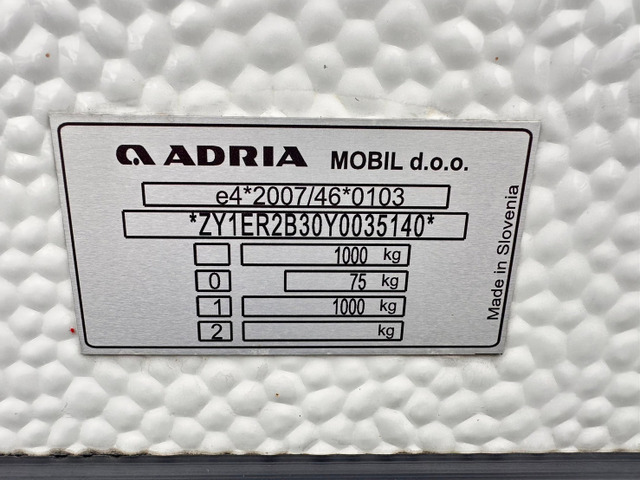 ADRIA MOBIL d.o.o.
e4*2007/46*0103
*ZY1ER2B30Y0035140*
1000 kg
0 75 kg
1 1000 kg
2 kg
Made in Slovenia